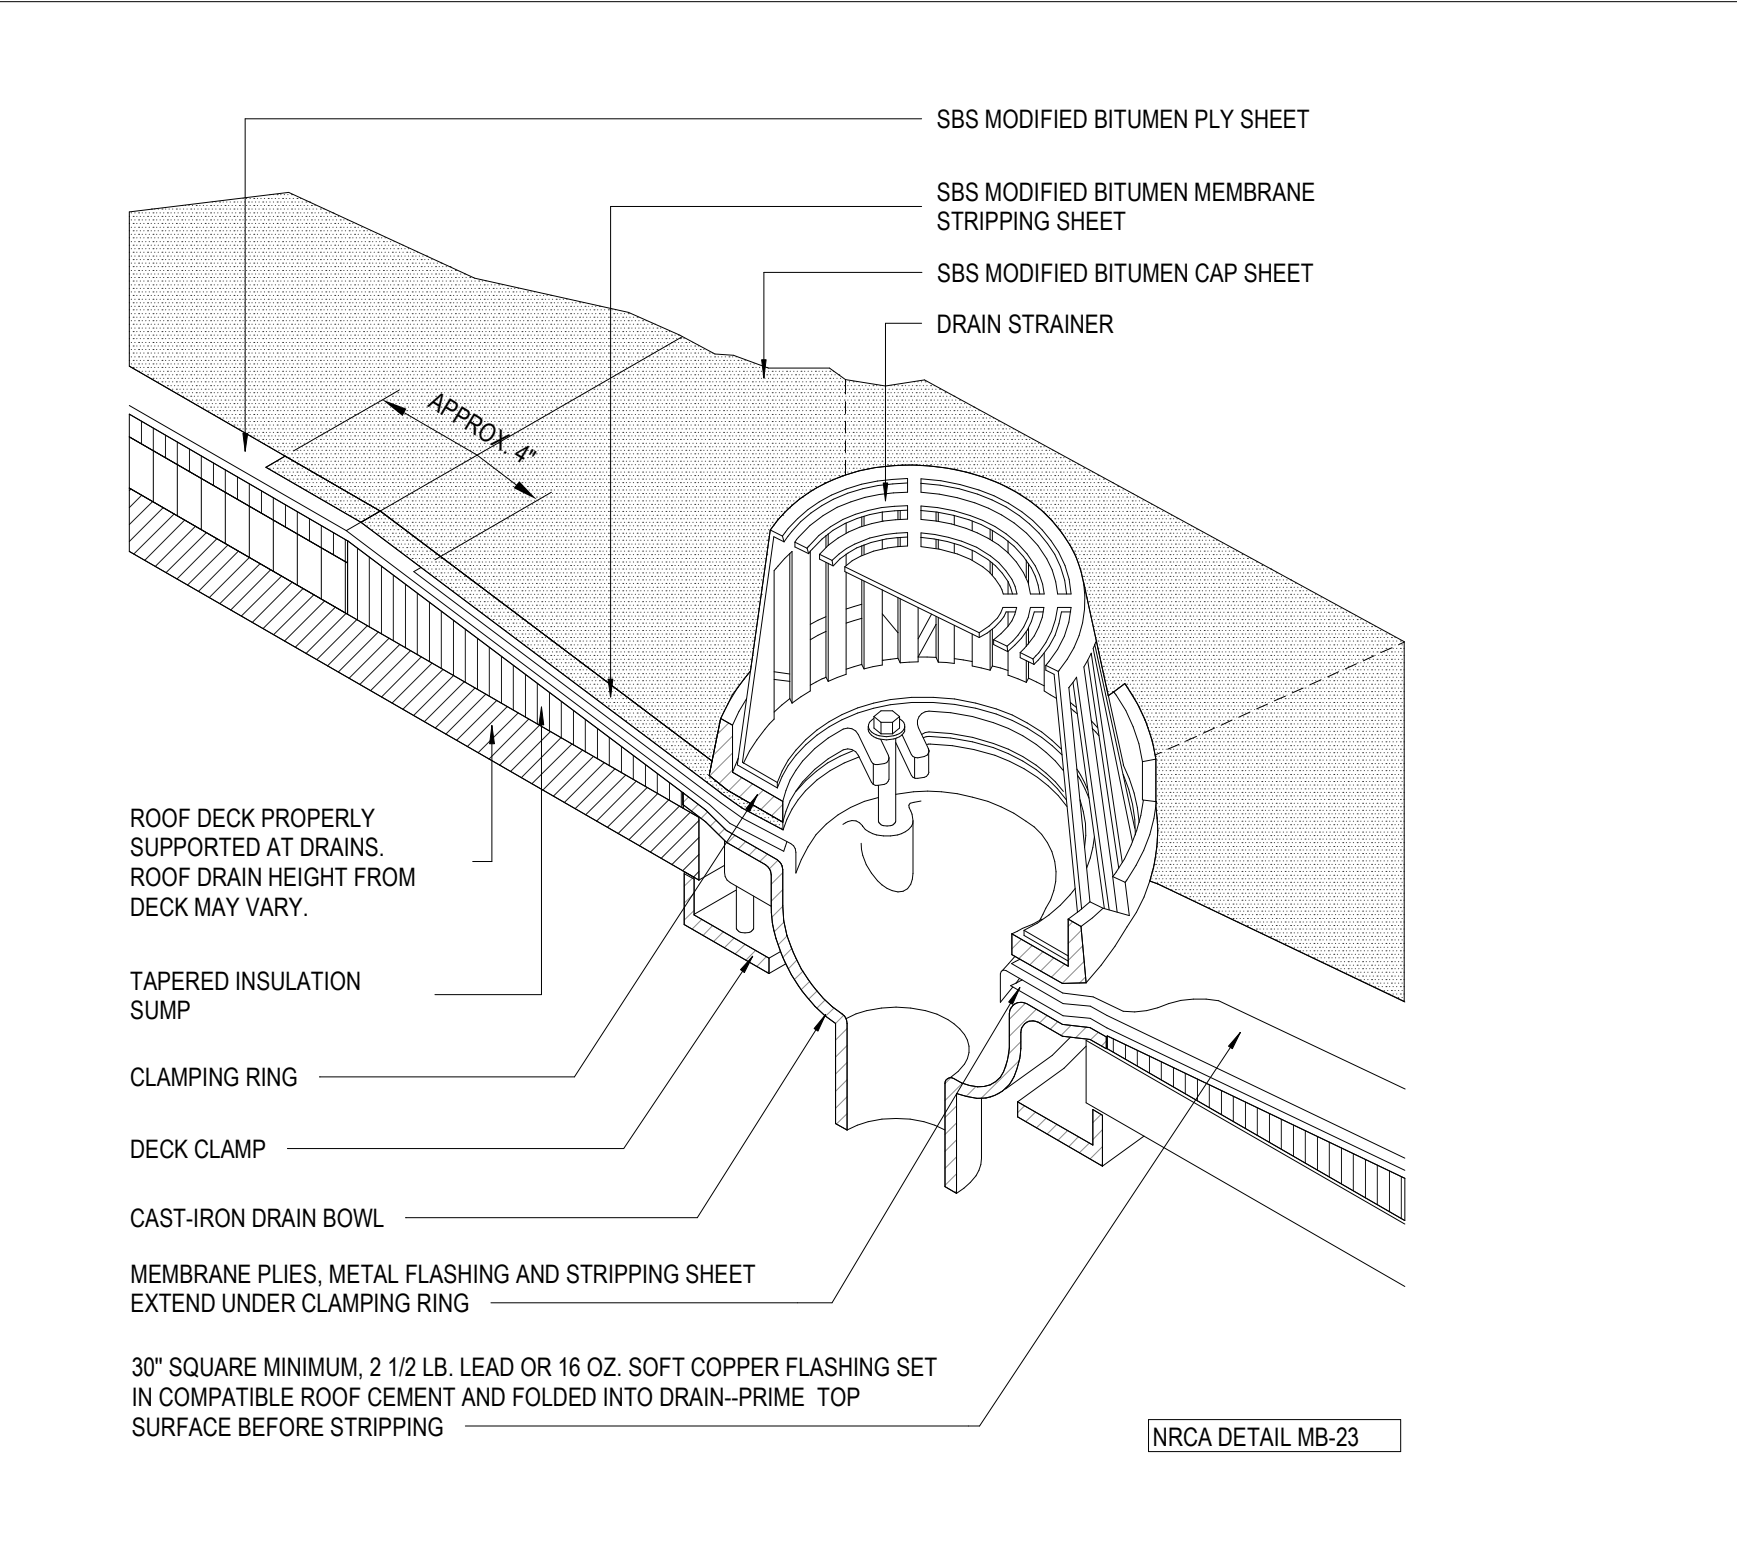 SBS MODIFIED BITUMEN PLY SHEET
SBS MODIFIED BITUMEN MEMBRANE
STRIPPING SHEET
SBS MODIFIED BITUMEN CAP SHEET
DRAIN STRAINER
APPROX. 4"
ROOF DECK PROPERLY
SUPPORTED AT DRAINS.
ROOF DRAIN HEIGHT FROM
DECK MAY VARY.
TAPERED INSULATION
SUMP
CLAMPING RING
DECK CLAMP
CAST-IRON DRAIN BOWL
MEMBRANE PLIES, METAL FLASHING AND STRIPPING SHEET
EXTEND UNDER CLAMPING RING
30" SQUARE MINIMUM, 2 1/2 LB. LEAD OR 16 OZ. SOFT COPPER FLASHING SET
IN COMPATIBLE ROOF CEMENT AND FOLDED INTO DRAIN--PRIME TOP
SURFACE BEFORE STRIPPING
NRCA DETAIL MB-23